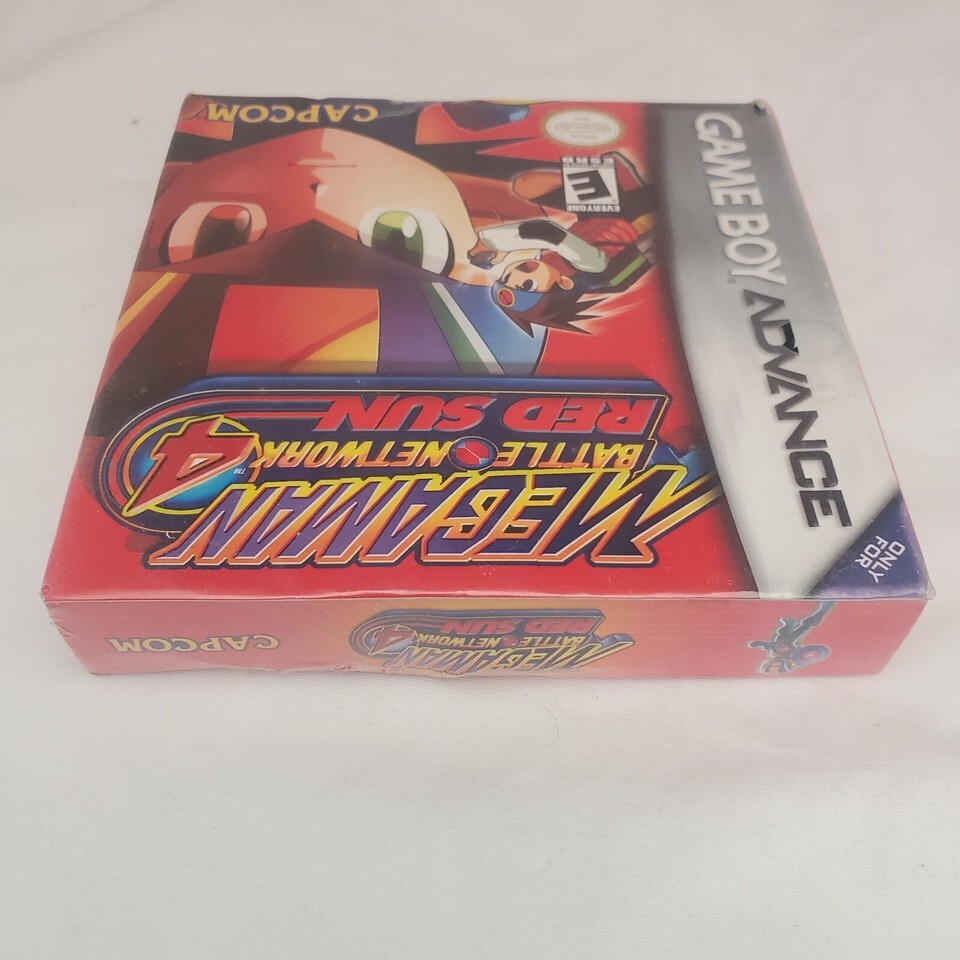 GAME BOY ADVANCE
ONLY
FOR
EVERYONE
E
ESRB
CAPCOM
MEGAMAN
BATTLE NETWORK
4™
RED SUN
MEGAMAN
BATTLE NETWORK
4
RED SUN
CAPCOM